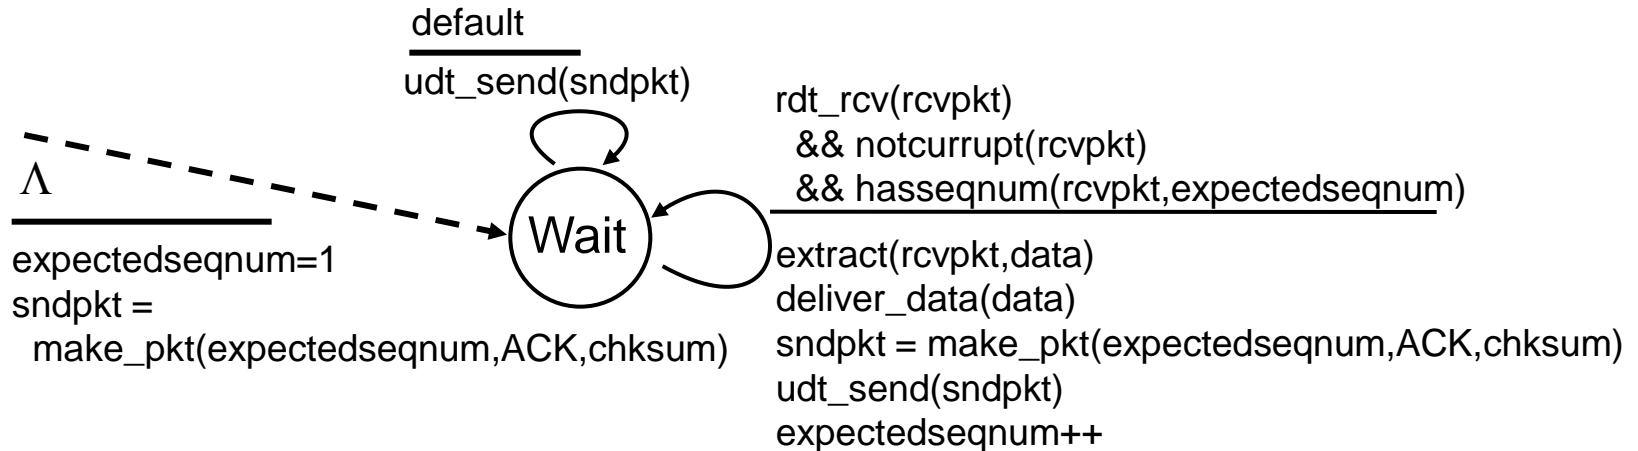 default
udt_send(sndpkt)
Λ
expectedseqnum=1
sndpkt =
make_pkt(expectedseqnum,ACK,chksum)
Wait
rdt_rcv(rcvpkt)
&& notcurrupt(rcvpkt)
&& hasseqnum(rcvpkt,expectedseqnum)
extract(rcvpkt,data)
deliver_data(data)
sndpkt = make_pkt(expectedseqnum,ACK,chksum)
udt_send(sndpkt)
expectedseqnum++